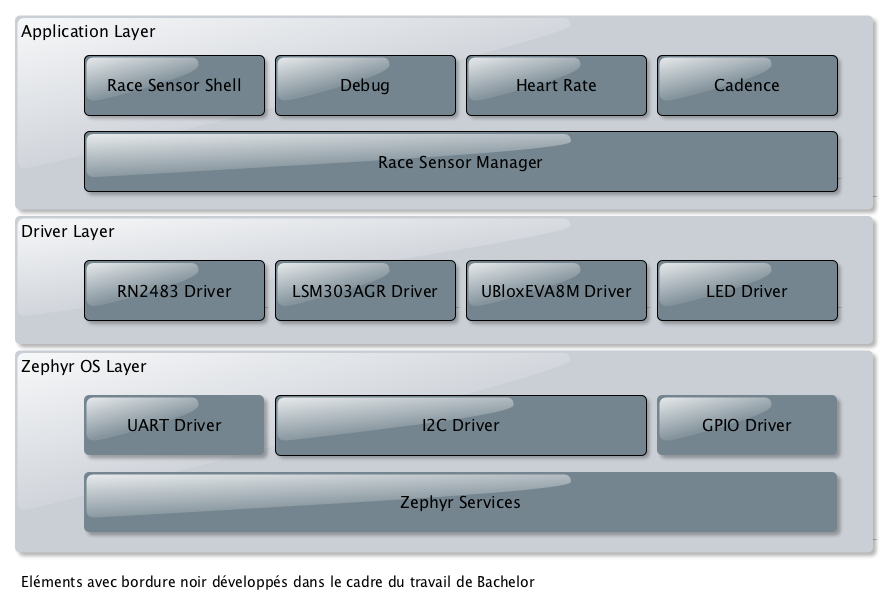 Application Layer
Race Sensor Shell
Debug
Heart Rate
Cadence
Race Sensor Manager
Driver Layer
RN2483 Driver
LSM303AGR Driver
UBloxEVA8M Driver
LED Driver
Zephyr OS Layer
UART Driver
I2C Driver
GPIO Driver
Zephyr Services
Eléments avec bordure noir développés dans le cadre du travail de Bachelor